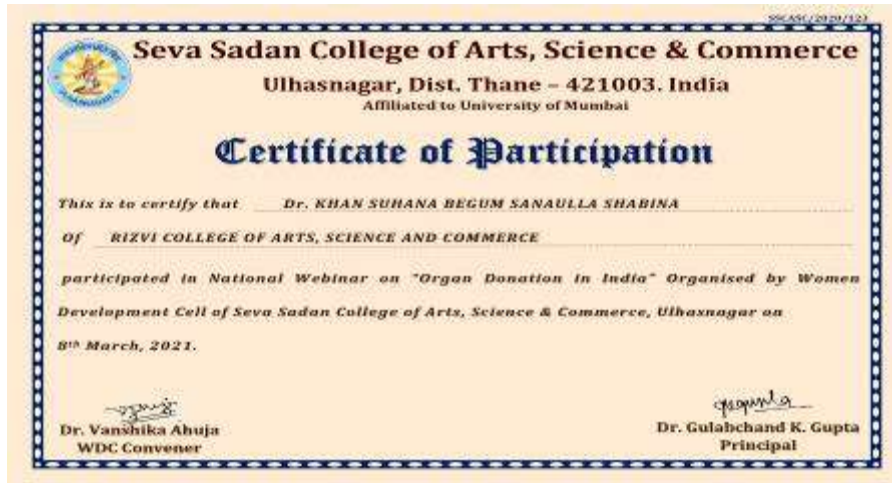 SSCASC/2020/123
Seva Sadan College of Arts, Science & Commerce
Ulhasnagar, Dist. Thane – 421003. India
Affiliated to University of Mumbai
Certificate of Participation
This is to certify that Dr. KHAN SUHANA BEGUM SANAULLA SHABINA
Of RIZVI COLLEGE OF ARTS, SCIENCE AND COMMERCE
participated in National Webinar on "Organ Donation in India" Organised by Women
Development Cell of Seva Sadan College of Arts, Science & Commerce, Ulhasnagar on
8th March, 2021.
Dr. Vanshika Ahuja
WDC Convener
Dr. Gulabchand K. Gupta
Principal